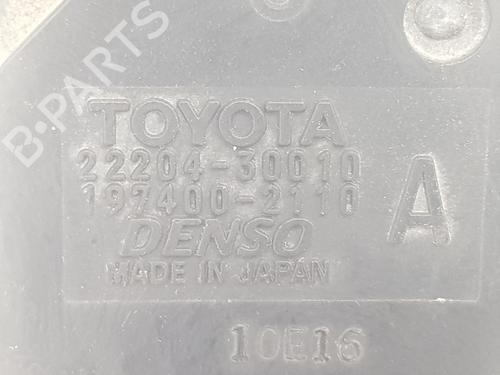 B-PARTS
TOYOTA
22204-30010
197400-2110
A
DENSO
MADE IN JAPAN
10E16